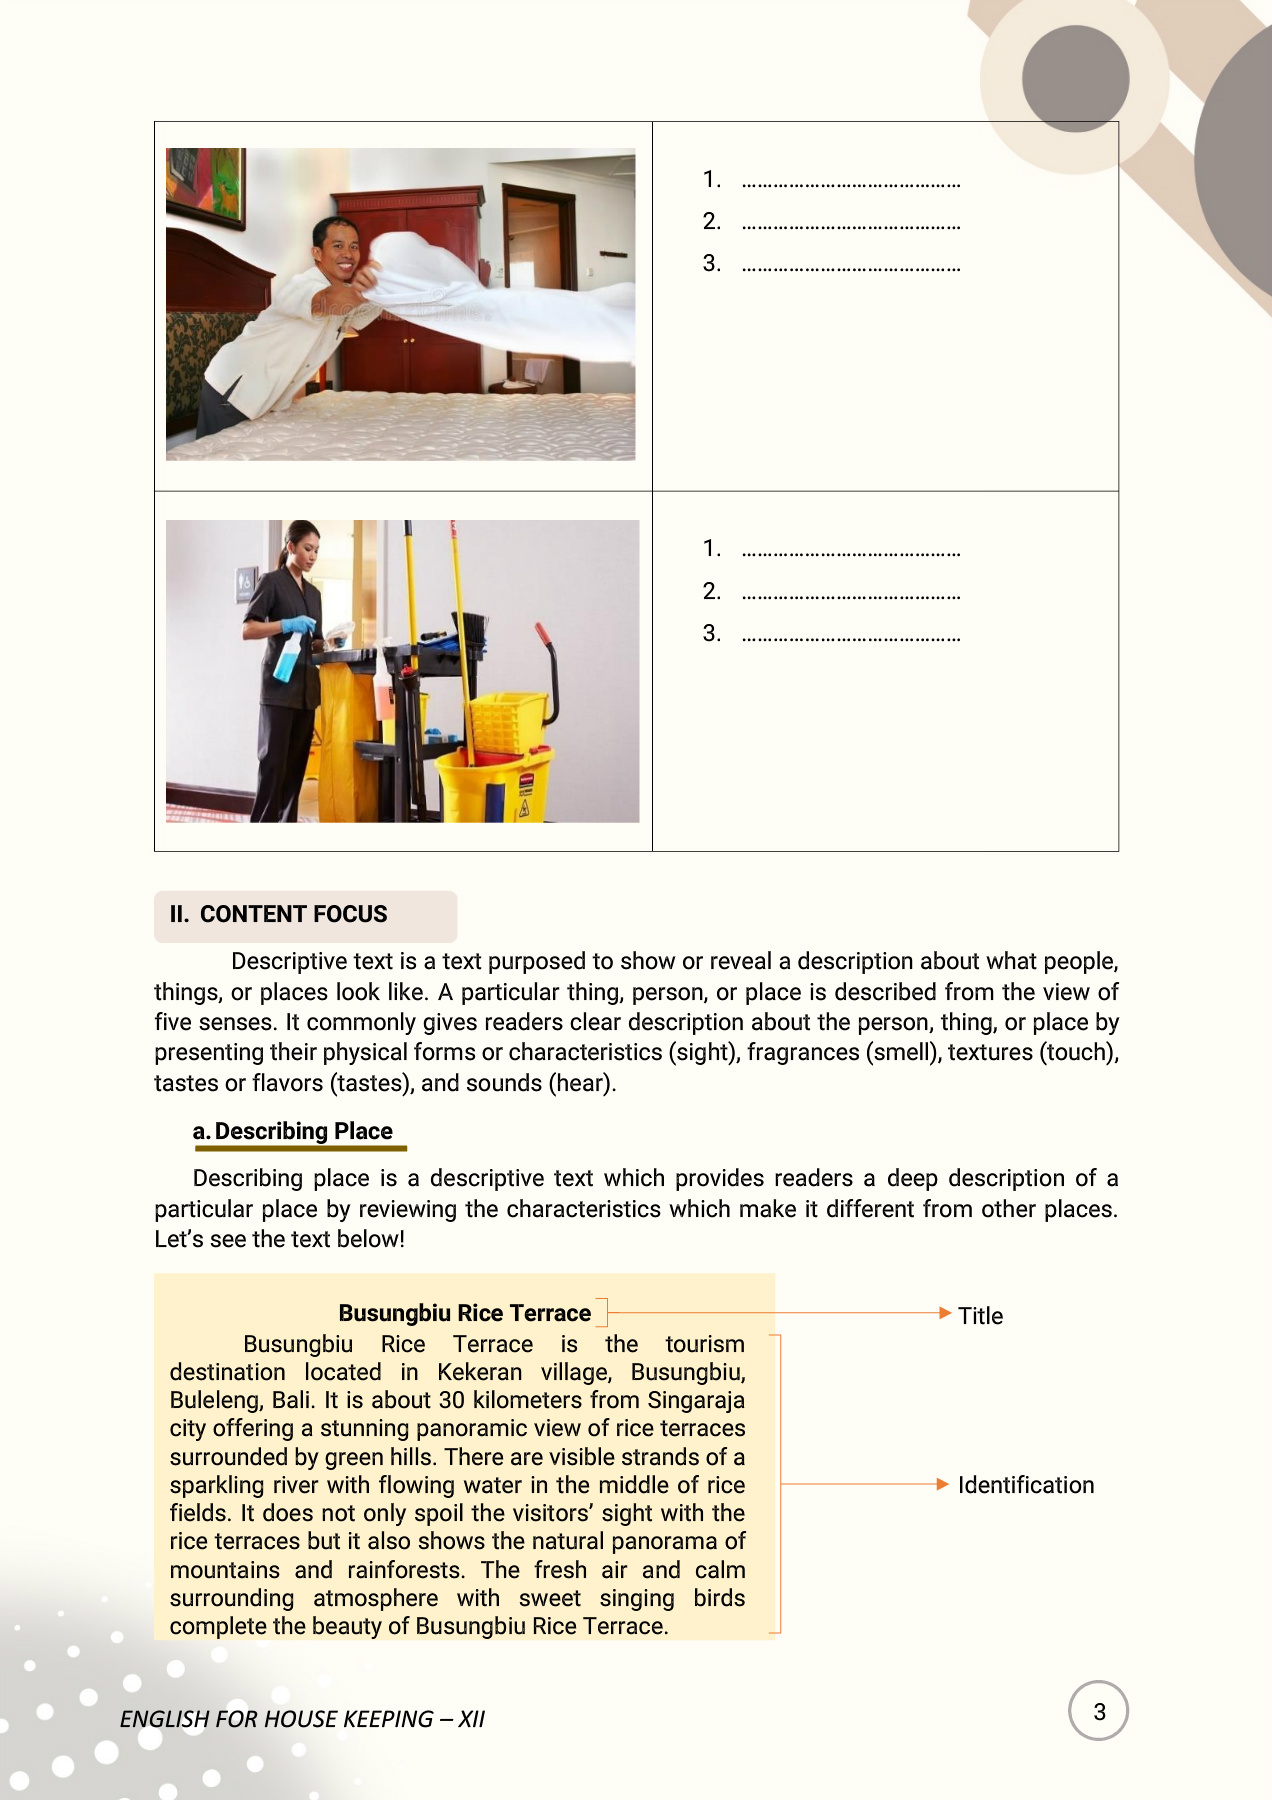 1. ……………………………………
2. ……………………………………
3. ……………………………………
dreamstime
1. ……………………………………
2. ……………………………………
3. ……………………………………
II. CONTENT FOCUS
Descriptive text is a text purposed to show or reveal a description about what people,
things, or places look like. A particular thing, person, or place is described from the view of
five senses. It commonly gives readers clear description about the person, thing, or place by
presenting their physical forms or characteristics (sight), fragrances (smell), textures (touch),
tastes or flavors (tastes), and sounds (hear).
a. Describing Place
Describing place is a descriptive text which provides readers a deep description of a
particular place by reviewing the characteristics which make it different from other places.
Let’s see the text below!
Busungbiu Rice Terrace
Title
Busungbiu Rice Terrace is the tourism
destination located in Kekeran village, Busungbiu,
Buleleng, Bali. It is about 30 kilometers from Singaraja
city offering a stunning panoramic view of rice terraces
surrounded by green hills. There are visible strands of a
sparkling river with flowing water in the middle of rice
fields. It does not only spoil the visitors’ sight with the
rice terraces but it also shows the natural panorama of
mountains and rainforests. The fresh air and calm
surrounding atmosphere with sweet singing birds
complete the beauty of Busungbiu Rice Terrace.
Identification
ENGLISH FOR HOUSE KEEPING – XII
3